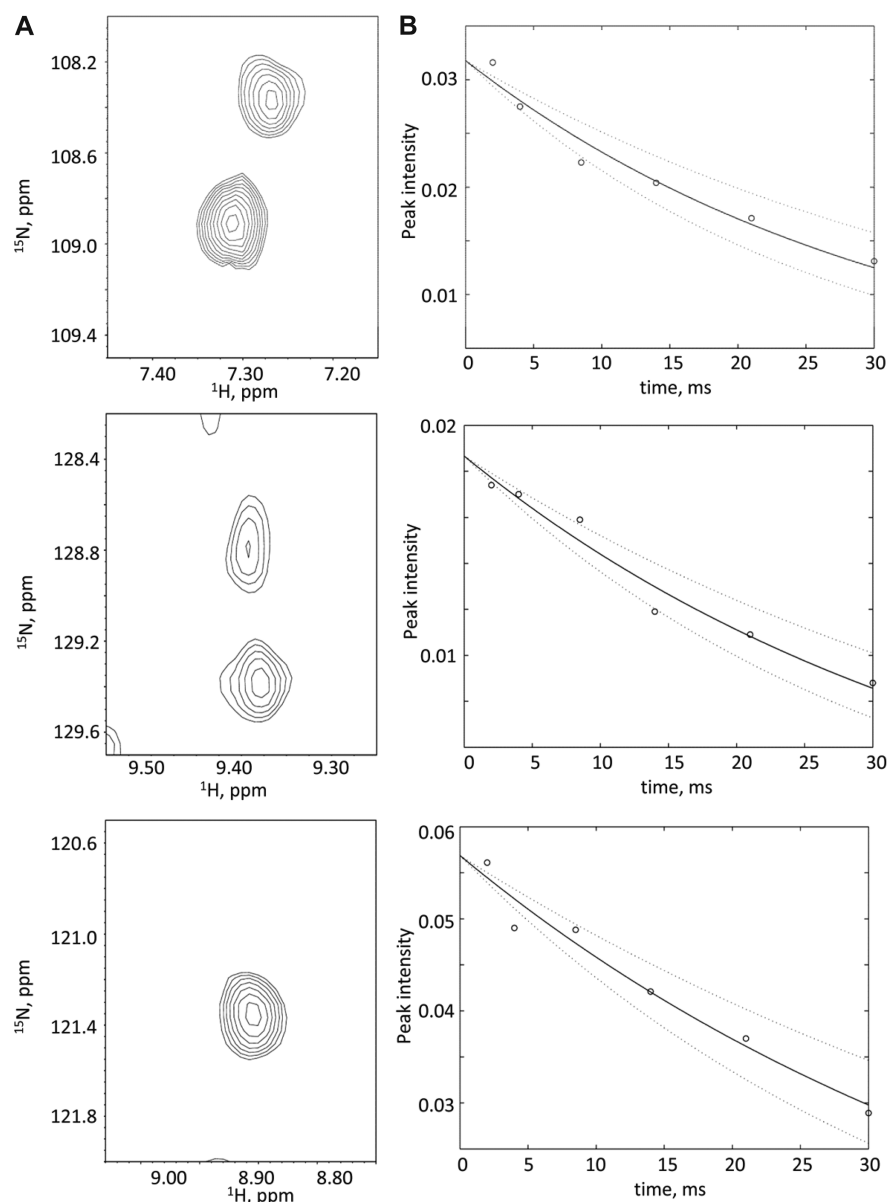 A
108.2
108.6
109.0
109.4
15N, ppm
7.40 7.30 7.20
1H, ppm
128.4
128.8
129.2
129.6
15N, ppm
9.50 9.40 9.30
1H, ppm
120.6
121.0
121.4
121.8
15N, ppm
9.00 8.90 8.80
1H, ppm
B
0.03
0.02
0.01
Peak intensity
0 5 10 15 20 25 30
time, ms
0.02
0.01
Peak intensity
0 5 10 15 20 25 30
time, ms
0.06
0.05
0.04
0.03
Peak intensity
0 5 10 15 20 25 30
time, ms